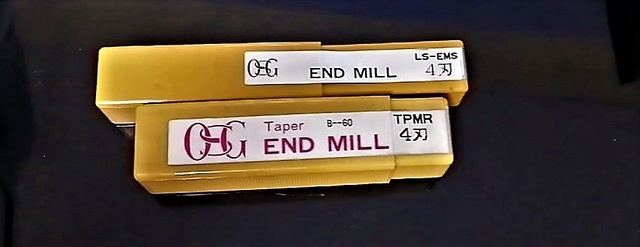 OSG END MILL LS-EMS
4刃
OSG Taper B--60 TPMR
END MILL 4刃